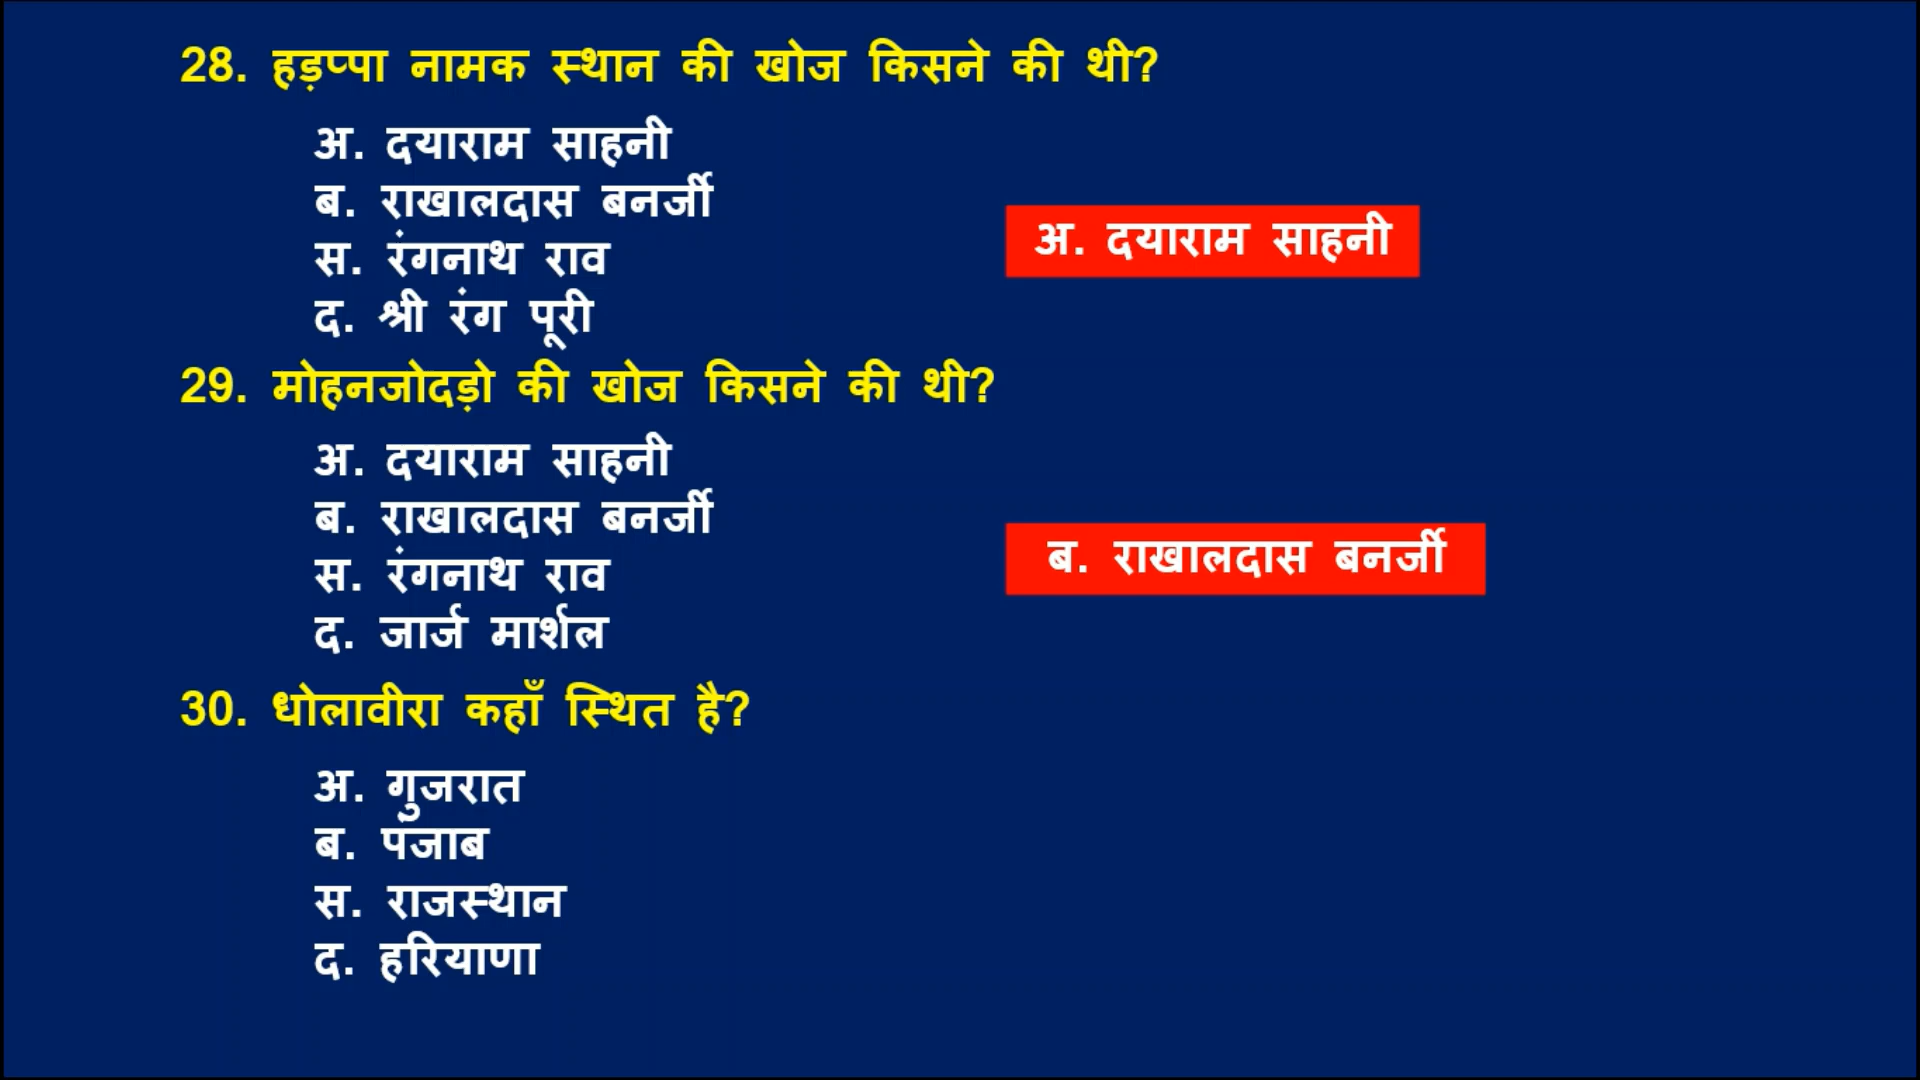 28. हड़प्पा नामक स्थान की खोज किसने की थी?
अ. दयाराम साहनी
ब. राखालदास बनर्जी
स. रंगनाथ राव
द. श्री रंग पूरी
अ. दयाराम साहनी
29. मोहनजोदड़ो की खोज किसने की थी?
अ. दयाराम साहनी
ब. राखालदास बनर्जी
स. रंगनाथ राव
द. जार्ज मार्शल
ब. राखालदास बनर्जी
30. धोलावीरा कहाँ स्थित है?
अ. गुजरात
ब. पंजाब
स. राजस्थान
द. हरियाणा